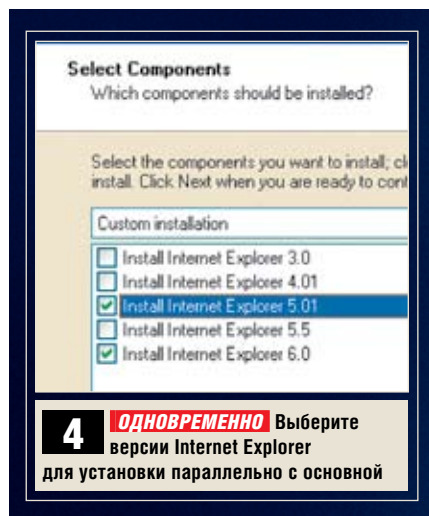 Select Components
Which components should be installed?
Select the components you want to install; cl
install. Click Next when you are ready to cont
Custom installation
Install Internet Explorer 3.0
Install Internet Explorer 4.01
Install Internet Explorer 5.01
Install Internet Explorer 5.5
Install Internet Explorer 6.0
4 ОДНОВРЕМЕННО Выберите
версии Internet Explorer
для установки параллельно с основной